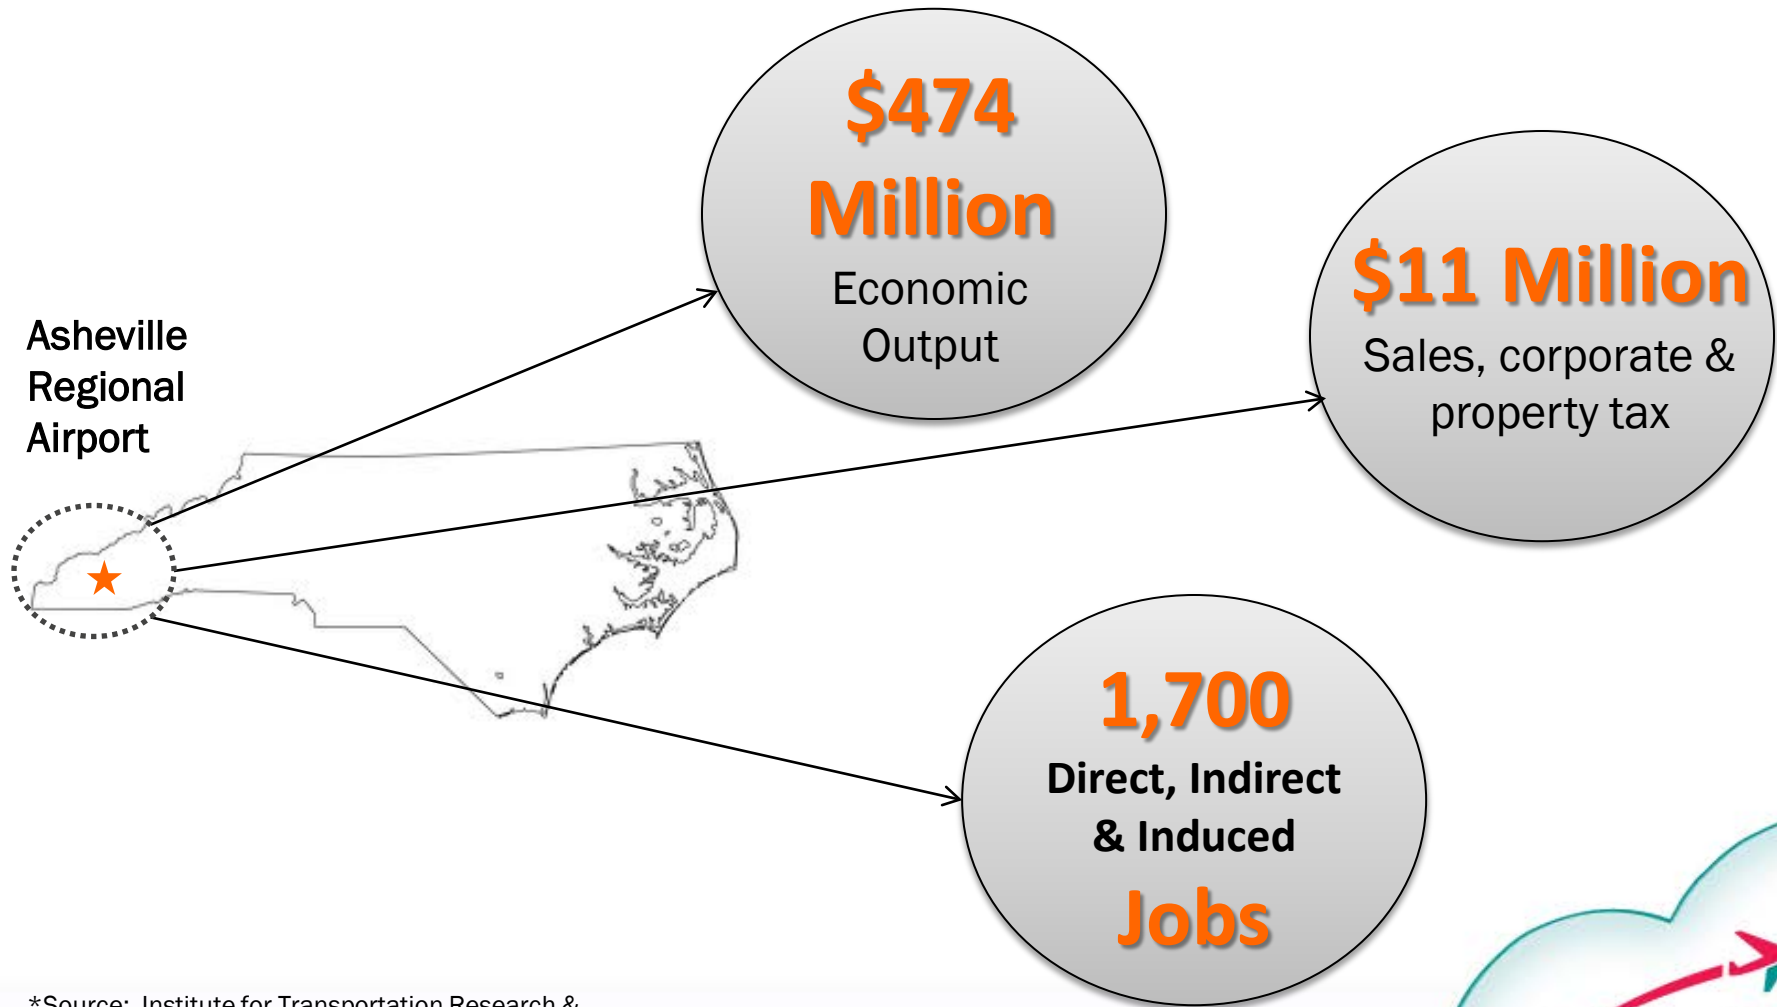 Asheville
Regional
Airport
$474
Million
Economic
Output
$11 Million
Sales, corporate &
property tax
1,700
Direct, Indirect
& Induced
Jobs
*Source: Institute for Transportation Research &